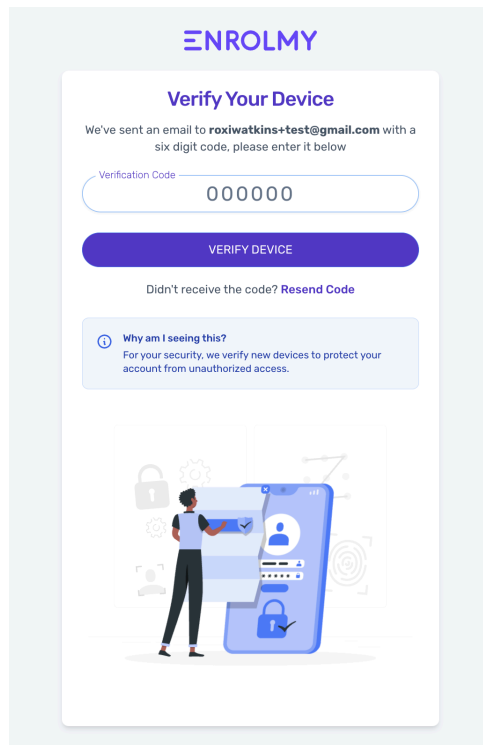 ENROLMY
Verify Your Device
We've sent an email to roxiwatkins+test@gmail.com with a
six digit code, please enter it below
Verification Code
000000
VERIFY DEVICE
Didn't receive the code? Resend Code
Why am I seeing this?
For your security, we verify new devices to protect your
account from unauthorized access.